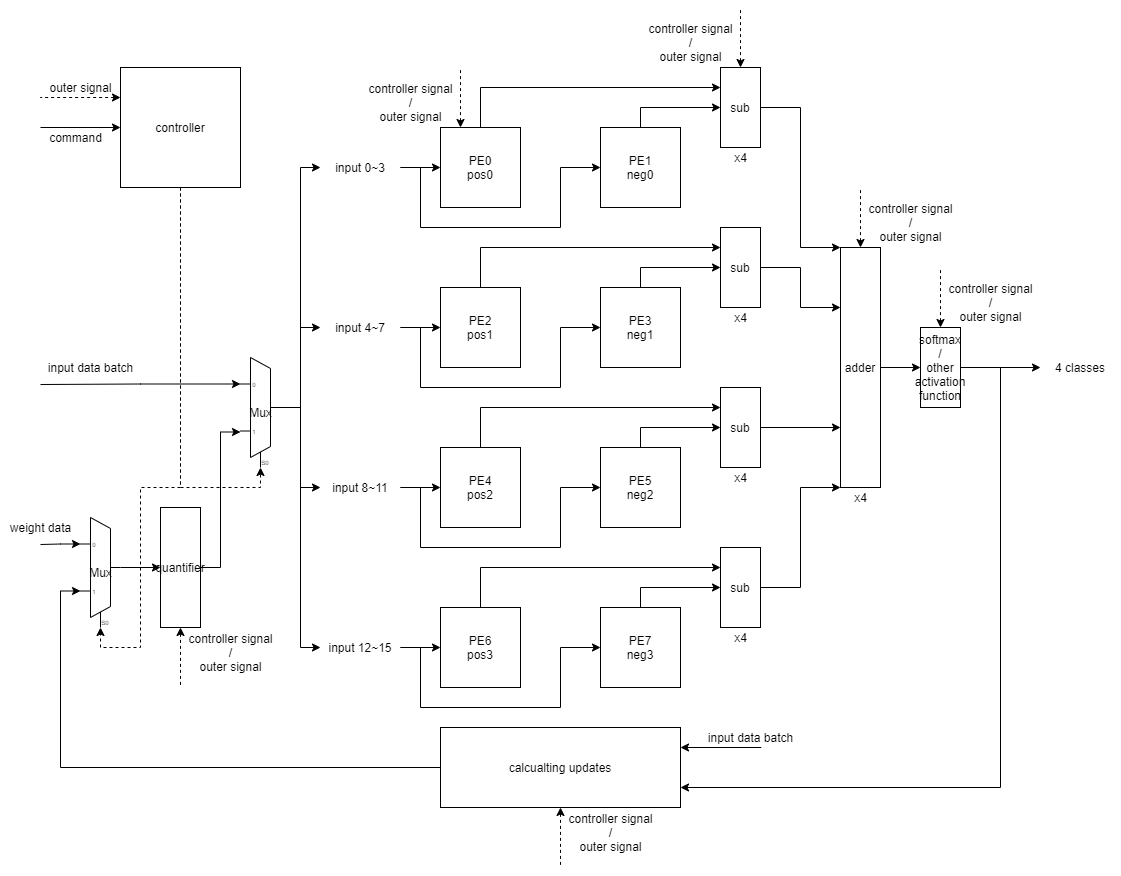 controller signal
/
outer signal
outer signal
command
controller
controller signal
/
outer signal
sub
x4
input 0~3
PE0
pos0
PE1
neg0
controller signal
/
outer signal
input 4~7
PE2
pos1
PE3
neg1
sub
x4
controller signal
/
outer signal
input data batch
0
Mux
1
S0
softmax
/
other
activation
function
adder
x4
4 classes
input 8~11
PE4
pos2
PE5
neg2
sub
x4
weight data
0
Mux
1
S0
quantifier
controller signal
/
outer signal
input 12~15
PE6
pos3
PE7
neg3
sub
x4
input data batch
calcualting updates
controller signal
/
outer signal